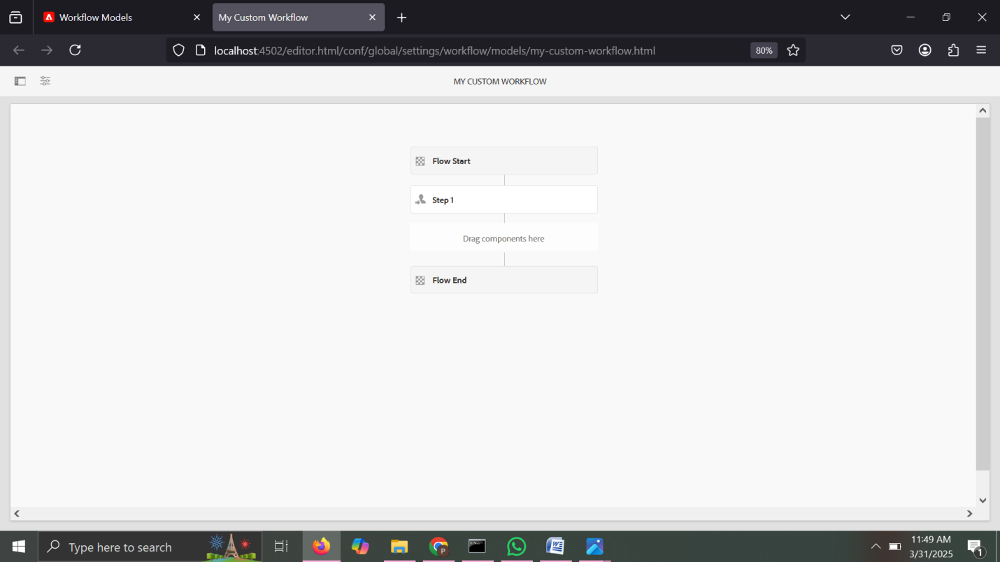 Workflow Models
My Custom Workflow
localhost:4502/editor.html/conf/global/settings/workflow/models/my-custom-workflow.html
80%
MY CUSTOM WORKFLOW
Flow Start
Step 1
Drag components here
Flow End
Type here to search
P
W
11:49 AM
3/31/2025
1